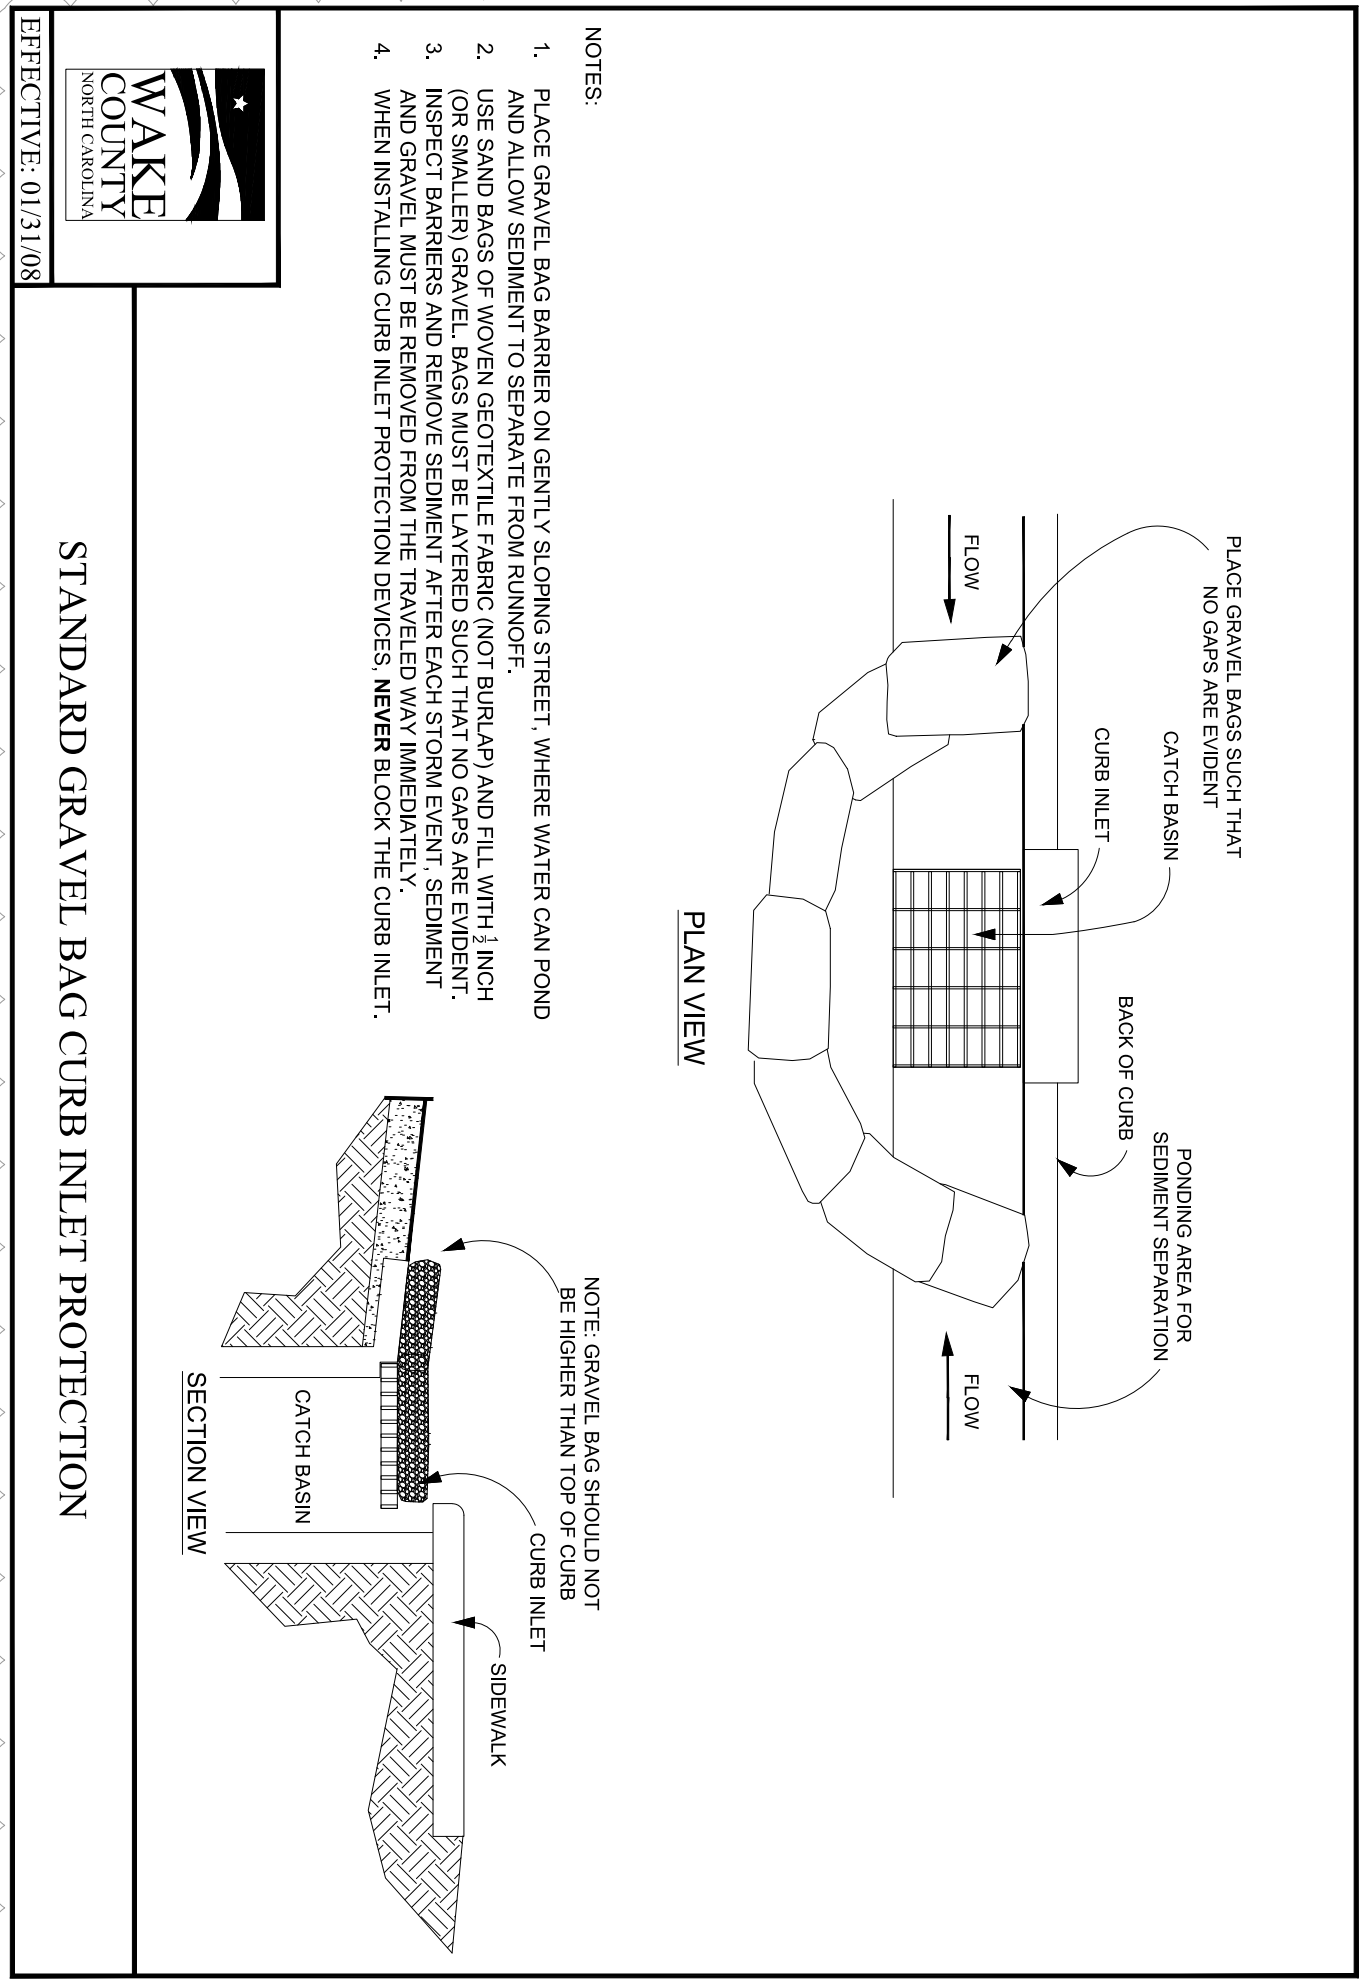 PLACE GRAVEL BAGS SUCH THAT
NO GAPS ARE EVIDENT
CATCH BASIN
CURB INLET
BACK OF CURB
PONDING AREA FOR
SEDIMENT SEPARATION
FLOW
FLOW
PLAN VIEW
NOTES:
1. PLACE GRAVEL BAG BARRIER ON GENTLY SLOPING STREET, WHERE WATER CAN POND
AND ALLOW SEDIMENT TO SEPARATE FROM RUNNOFF.
2. USE SAND BAGS OF WOVEN GEOTEXTILE FABRIC (NOT BURLAP) AND FILL WITH ½ INCH
(OR SMALLER) GRAVEL. BAGS MUST BE LAYERED SUCH THAT NO GAPS ARE EVIDENT.
3. INSPECT BARRIERS AND REMOVE SEDIMENT AFTER EACH STORM EVENT, SEDIMENT
AND GRAVEL MUST BE REMOVED FROM THE TRAVELED WAY IMMEDIATELY.
4. WHEN INSTALLING CURB INLET PROTECTION DEVICES, NEVER BLOCK THE CURB INLET.
NOTE: GRAVEL BAG SHOULD NOT
BE HIGHER THAN TOP OF CURB
CURB INLET
SIDEWALK
CATCH BASIN
SECTION VIEW
WAKE
COUNTY
NORTH CAROLINA
EFFECTIVE: 01/31/08
STANDARD GRAVEL BAG CURB INLET PROTECTION